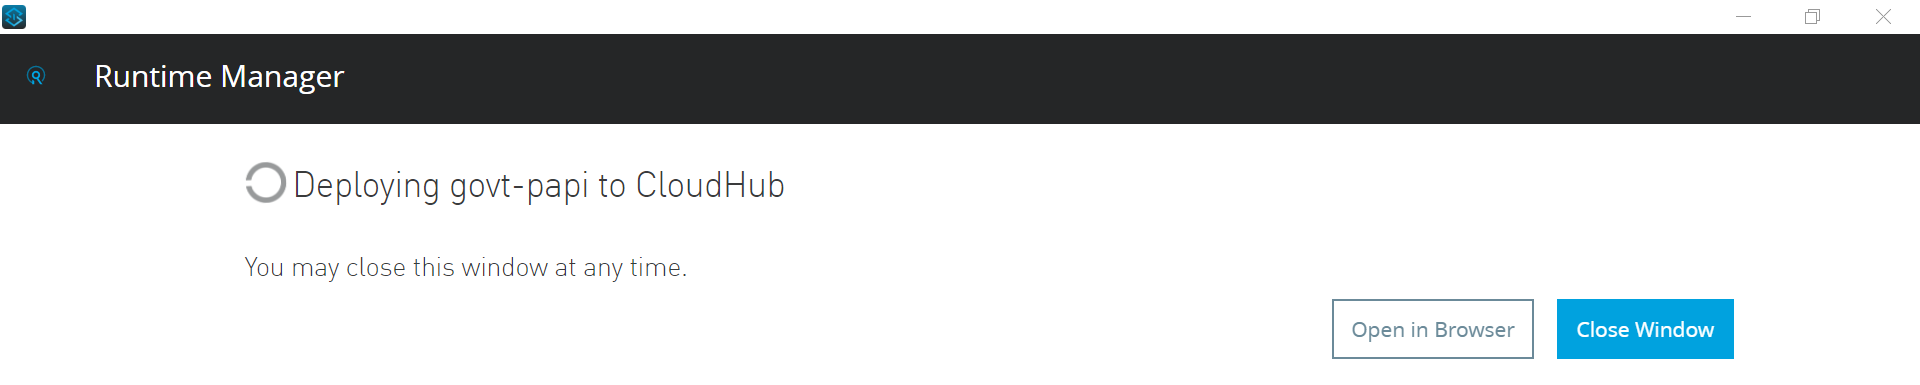 Runtime Manager
Deploying govt-papi to CloudHub
You may close this window at any time.
Open in Browser
Close Window